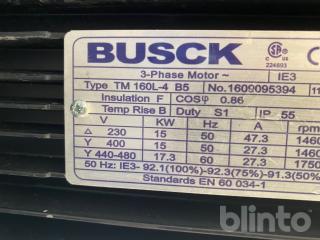 BUSCK
C US
224693
3-Phase Motor ~ IE3
Type TM 160L-4 B5 No.1609095394
Insulation F COSφ 0.86
Temp Rise B Duty S1 IP 55
V KW Hz A rpm
△ 230 15 50 47.3 1460
Y 400 15 50 27.3 1460
Y 440-480 17.3 60 27.3
50 Hz: IE3- 92.1(100%)-92.3(75%)-91.3(50%
Standards EN 60 034-1
blinto